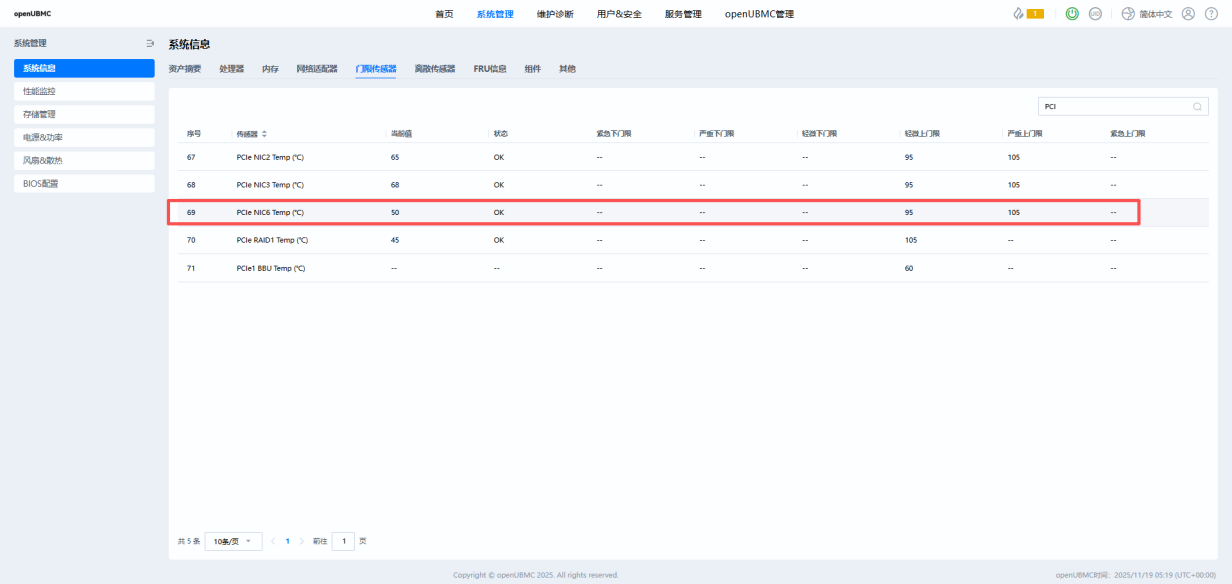 openUBMC 首页 系统管理 维护诊断 用户&安全 服务管理 openUBMC管理 1 UID 简体中文
系统管理
系统信息
性能监控
存储管理
电源&功率
风扇&散热
BIOS配置
系统信息
资产摘要 处理器 内存 网络适配器 门限传感器 离散传感器 FRU信息 组件 其他
PCI
序号 传感器 当前值 状态 紧急下门限 严重下门限 轻微下门限 轻微上门限 严重上门限 紧急上门限
67 PCIe NIC2 Temp (℃) 65 OK -- -- -- 95 105 --
68 PCIe NIC3 Temp (℃) 68 OK -- -- -- 95 105 --
69 PCIe NIC6 Temp (℃) 50 OK -- -- -- 95 105 --
70 PCIe RAID1 Temp (℃) 45 OK -- -- -- 105 -- --
71 PCIe1 BBU Temp (℃) -- -- -- -- -- 60 -- --
共 5 条 10条/页 < 1 > 前往 1 页
Copyright © openUBMC 2025. All rights reserved. openUBMC时间: 2025/11/19 05:19 (UTC+00:00)